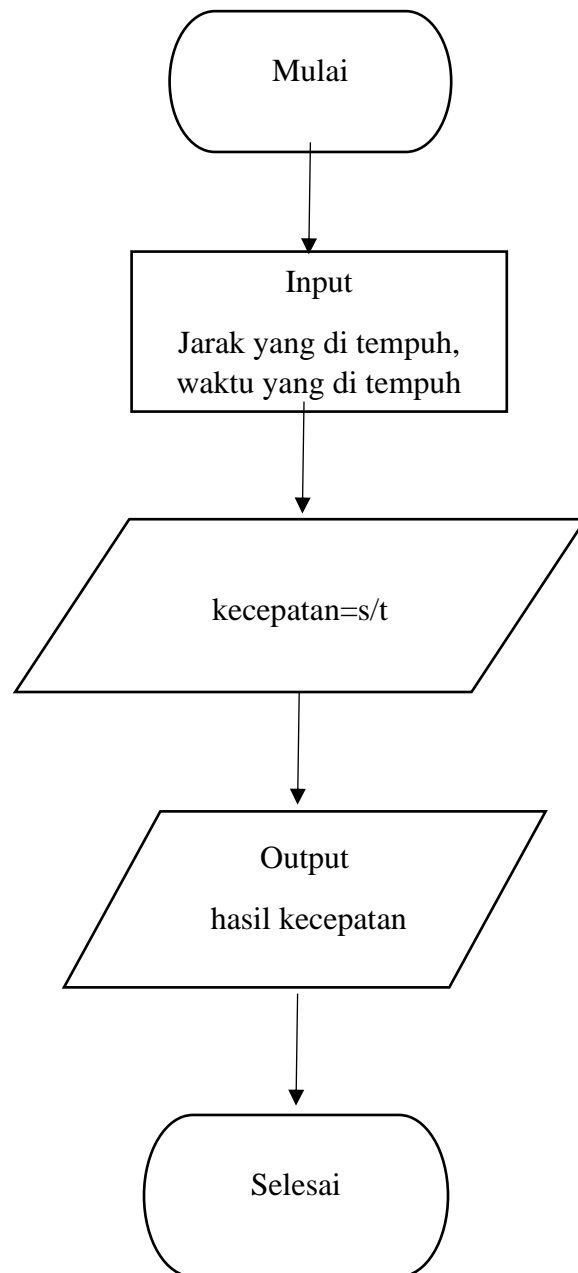 Mulai
Input
Jarak yang di tempuh,
waktu yang di tempuh
kecepatan=s/t
Output
hasil kecepatan
Selesai